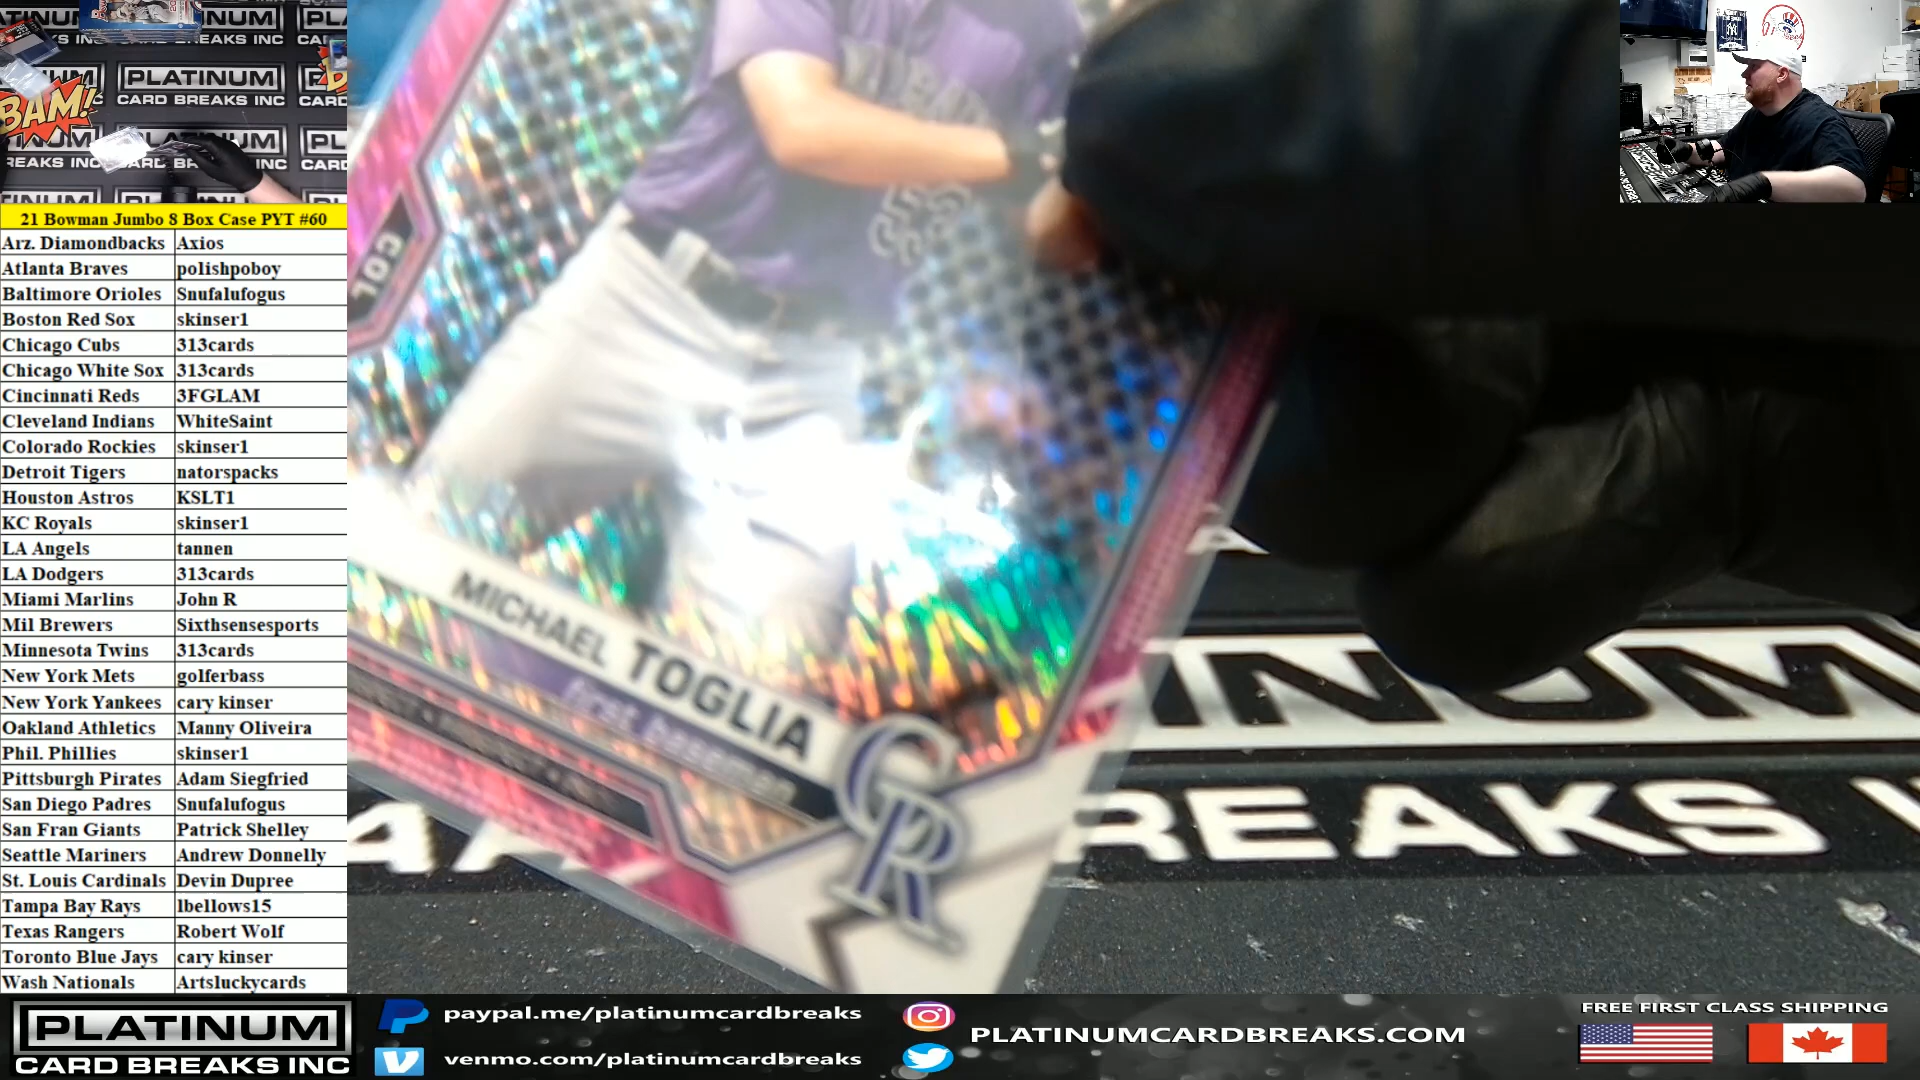 PLATINUM
CARD BREAKS INC
BAM!
21 Bowman Jumbo 8 Box Case PYT #60
Arz. Diamondbacks Axios
Atlanta Braves polishpoboy
Baltimore Orioles Snufalufogus
Boston Red Sox skinser1
Chicago Cubs 313cards
Chicago White Sox 313cards
Cincinnati Reds 3FGLAM
Cleveland Indians WhiteSaint
Colorado Rockies skinser1
Detroit Tigers natorspacks
Houston Astros KSLT1
KC Royals skinser1
LA Angels tannen
LA Dodgers 313cards
Miami Marlins John R
Mil Brewers Sixthsensesports
Minnesota Twins 313cards
New York Mets golferbass
New York Yankees cary kinser
Oakland Athletics Manny Oliveira
Phil. Phillies skinser1
Pittsburgh Pirates Adam Siegfried
San Diego Padres Snufalufogus
San Fran Giants Patrick Shelley
Seattle Mariners Andrew Donnelly
St. Louis Cardinals Devin Dupree
Tampa Bay Rays lbellows15
Texas Rangers Robert Wolf
Toronto Blue Jays cary kinser
Wash Nationals Artsluckycards
COL
MICHAEL TOGLIA
first baseman
CR
INUM
BREAKS
PLATINUM
CARD BREAKS INC
paypal.me/platinumcardbreaks
venmo.com/platinumcardbreaks
PLATINUMCARDBREAKS.COM
FREE FIRST CLASS SHIPPING